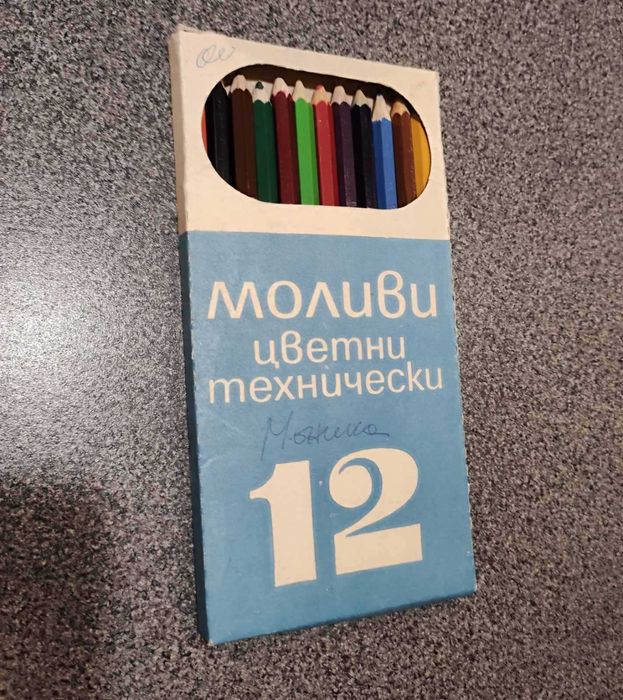 моливи
цветни
технически
Моника
12